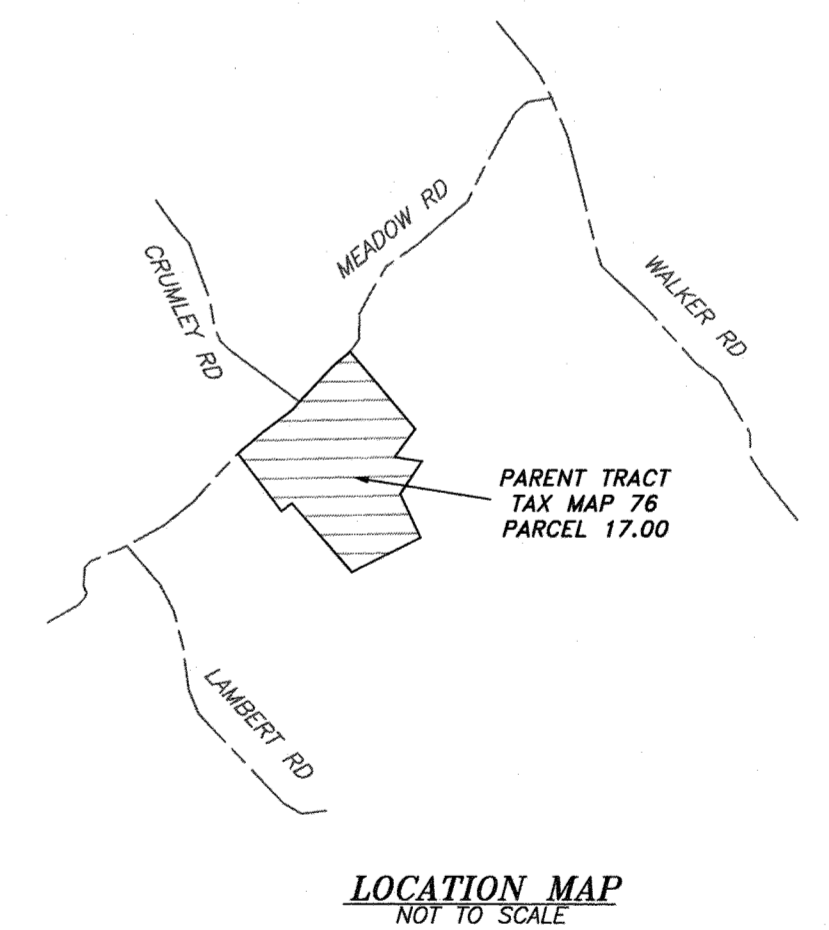 MEADOW RD
CRUMLEY RD
WALKER RD
PARENT TRACT
TAX MAP 76
PARCEL 17.00
LAMBERT RD
LOCATION MAP
NOT TO SCALE